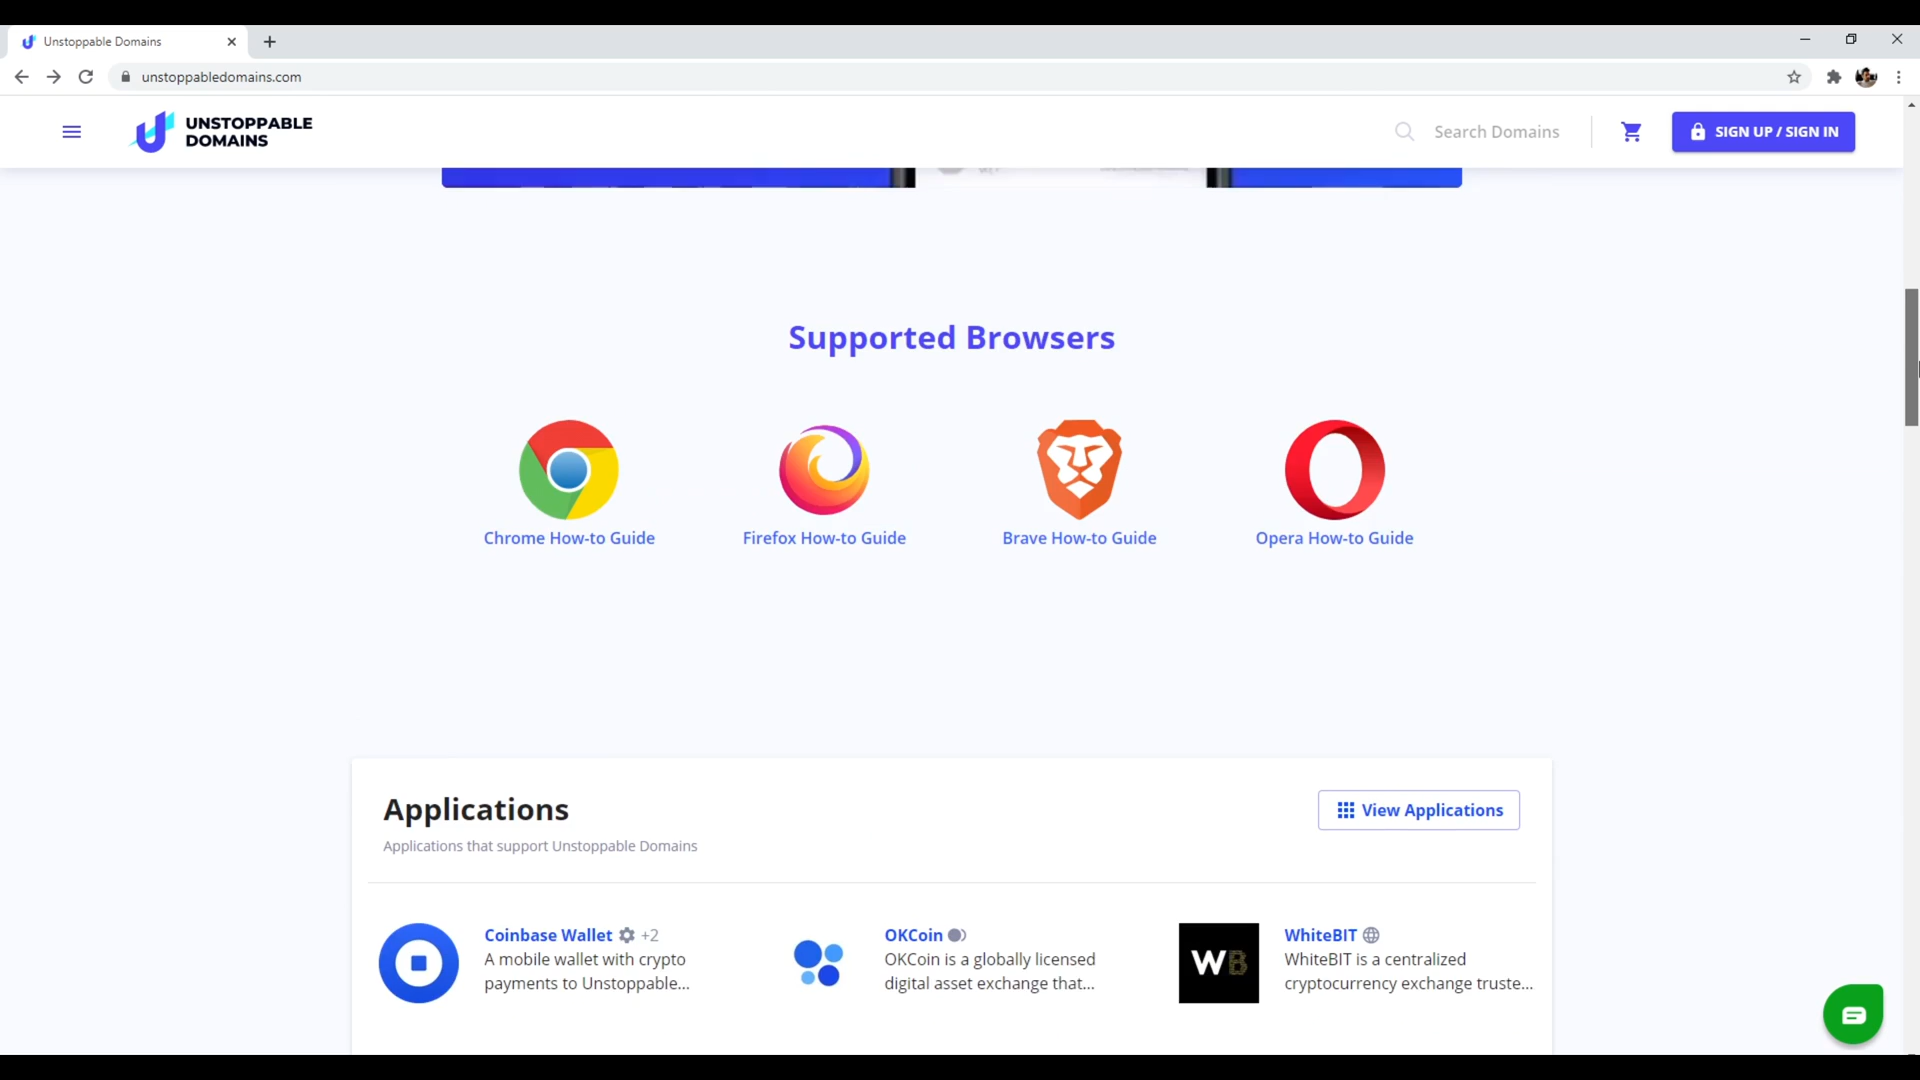 Unstoppable Domains
unstoppabledomains.com
UNSTOPPABLE
DOMAINS
Search Domains
SIGN UP / SIGN IN
Supported Browsers
Chrome How-to Guide
Firefox How-to Guide
Brave How-to Guide
Opera How-to Guide
Applications
View Applications
Applications that support Unstoppable Domains
Coinbase Wallet +2
A mobile wallet with crypto
payments to Unstoppable...
OKCoin
OKCoin is a globally licensed
digital asset exchange that...
WB
WhiteBIT
WhiteBIT is a centralized
cryptocurrency exchange truste...